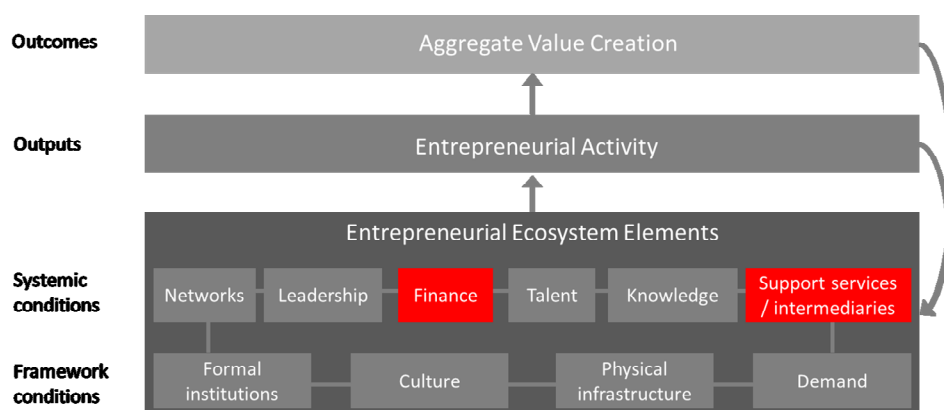 Outcomes
Aggregate Value Creation
Outputs
Entrepreneurial Activity
Entrepreneurial Ecosystem Elements
Systemic
conditions
Networks
Leadership
Finance
Talent
Knowledge
Support services
/ intermediaries
Framework
conditions
Formal
institutions
Culture
Physical
infrastructure
Demand